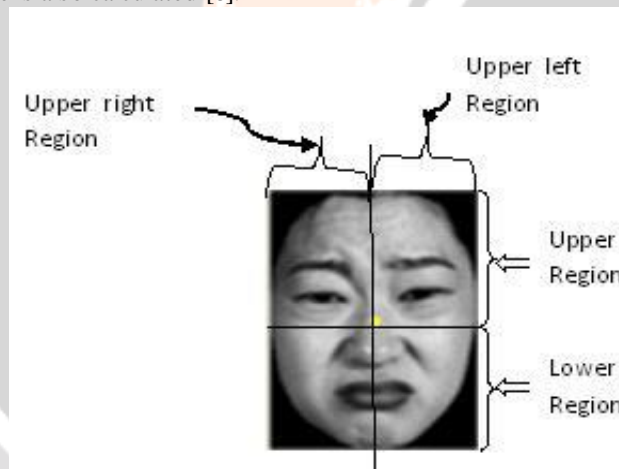 Upper left
Region
Upper right
Region
Upper
Region
Lower
Region